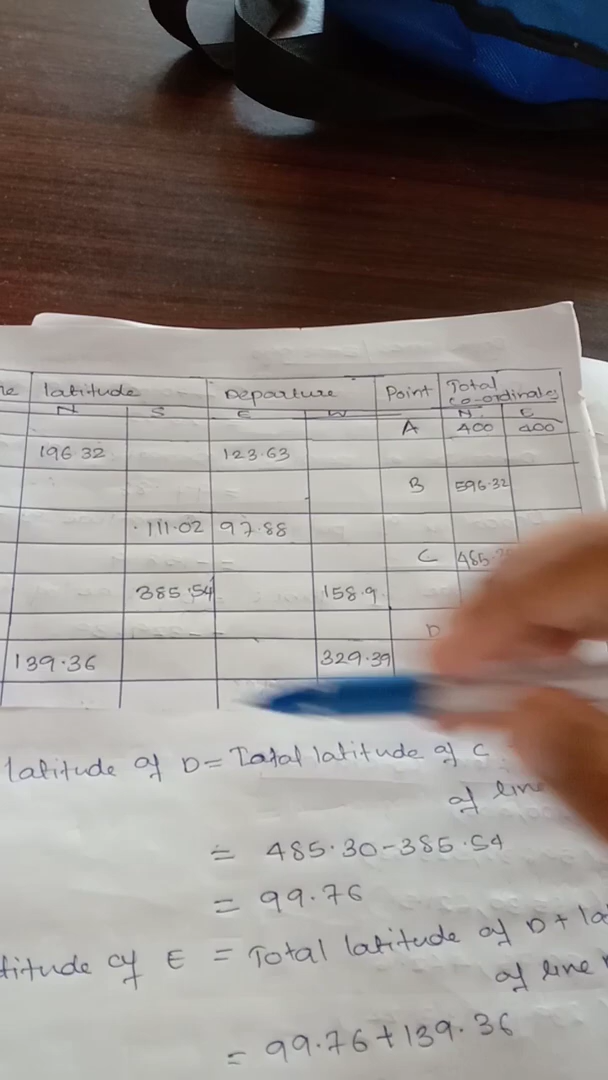 latitude Departure Point Total
co-ordinates
N S E W N E
A 400 400
196.32 123.63
B 596.32
111.02 97.88
C
385.54 158.9
D
139.36 329.39
latitude of D = Total latitude of C
of line
= 485.30-385.54
= 99.76
of E = Total latitude of D +
of line
= 99.76+139.36